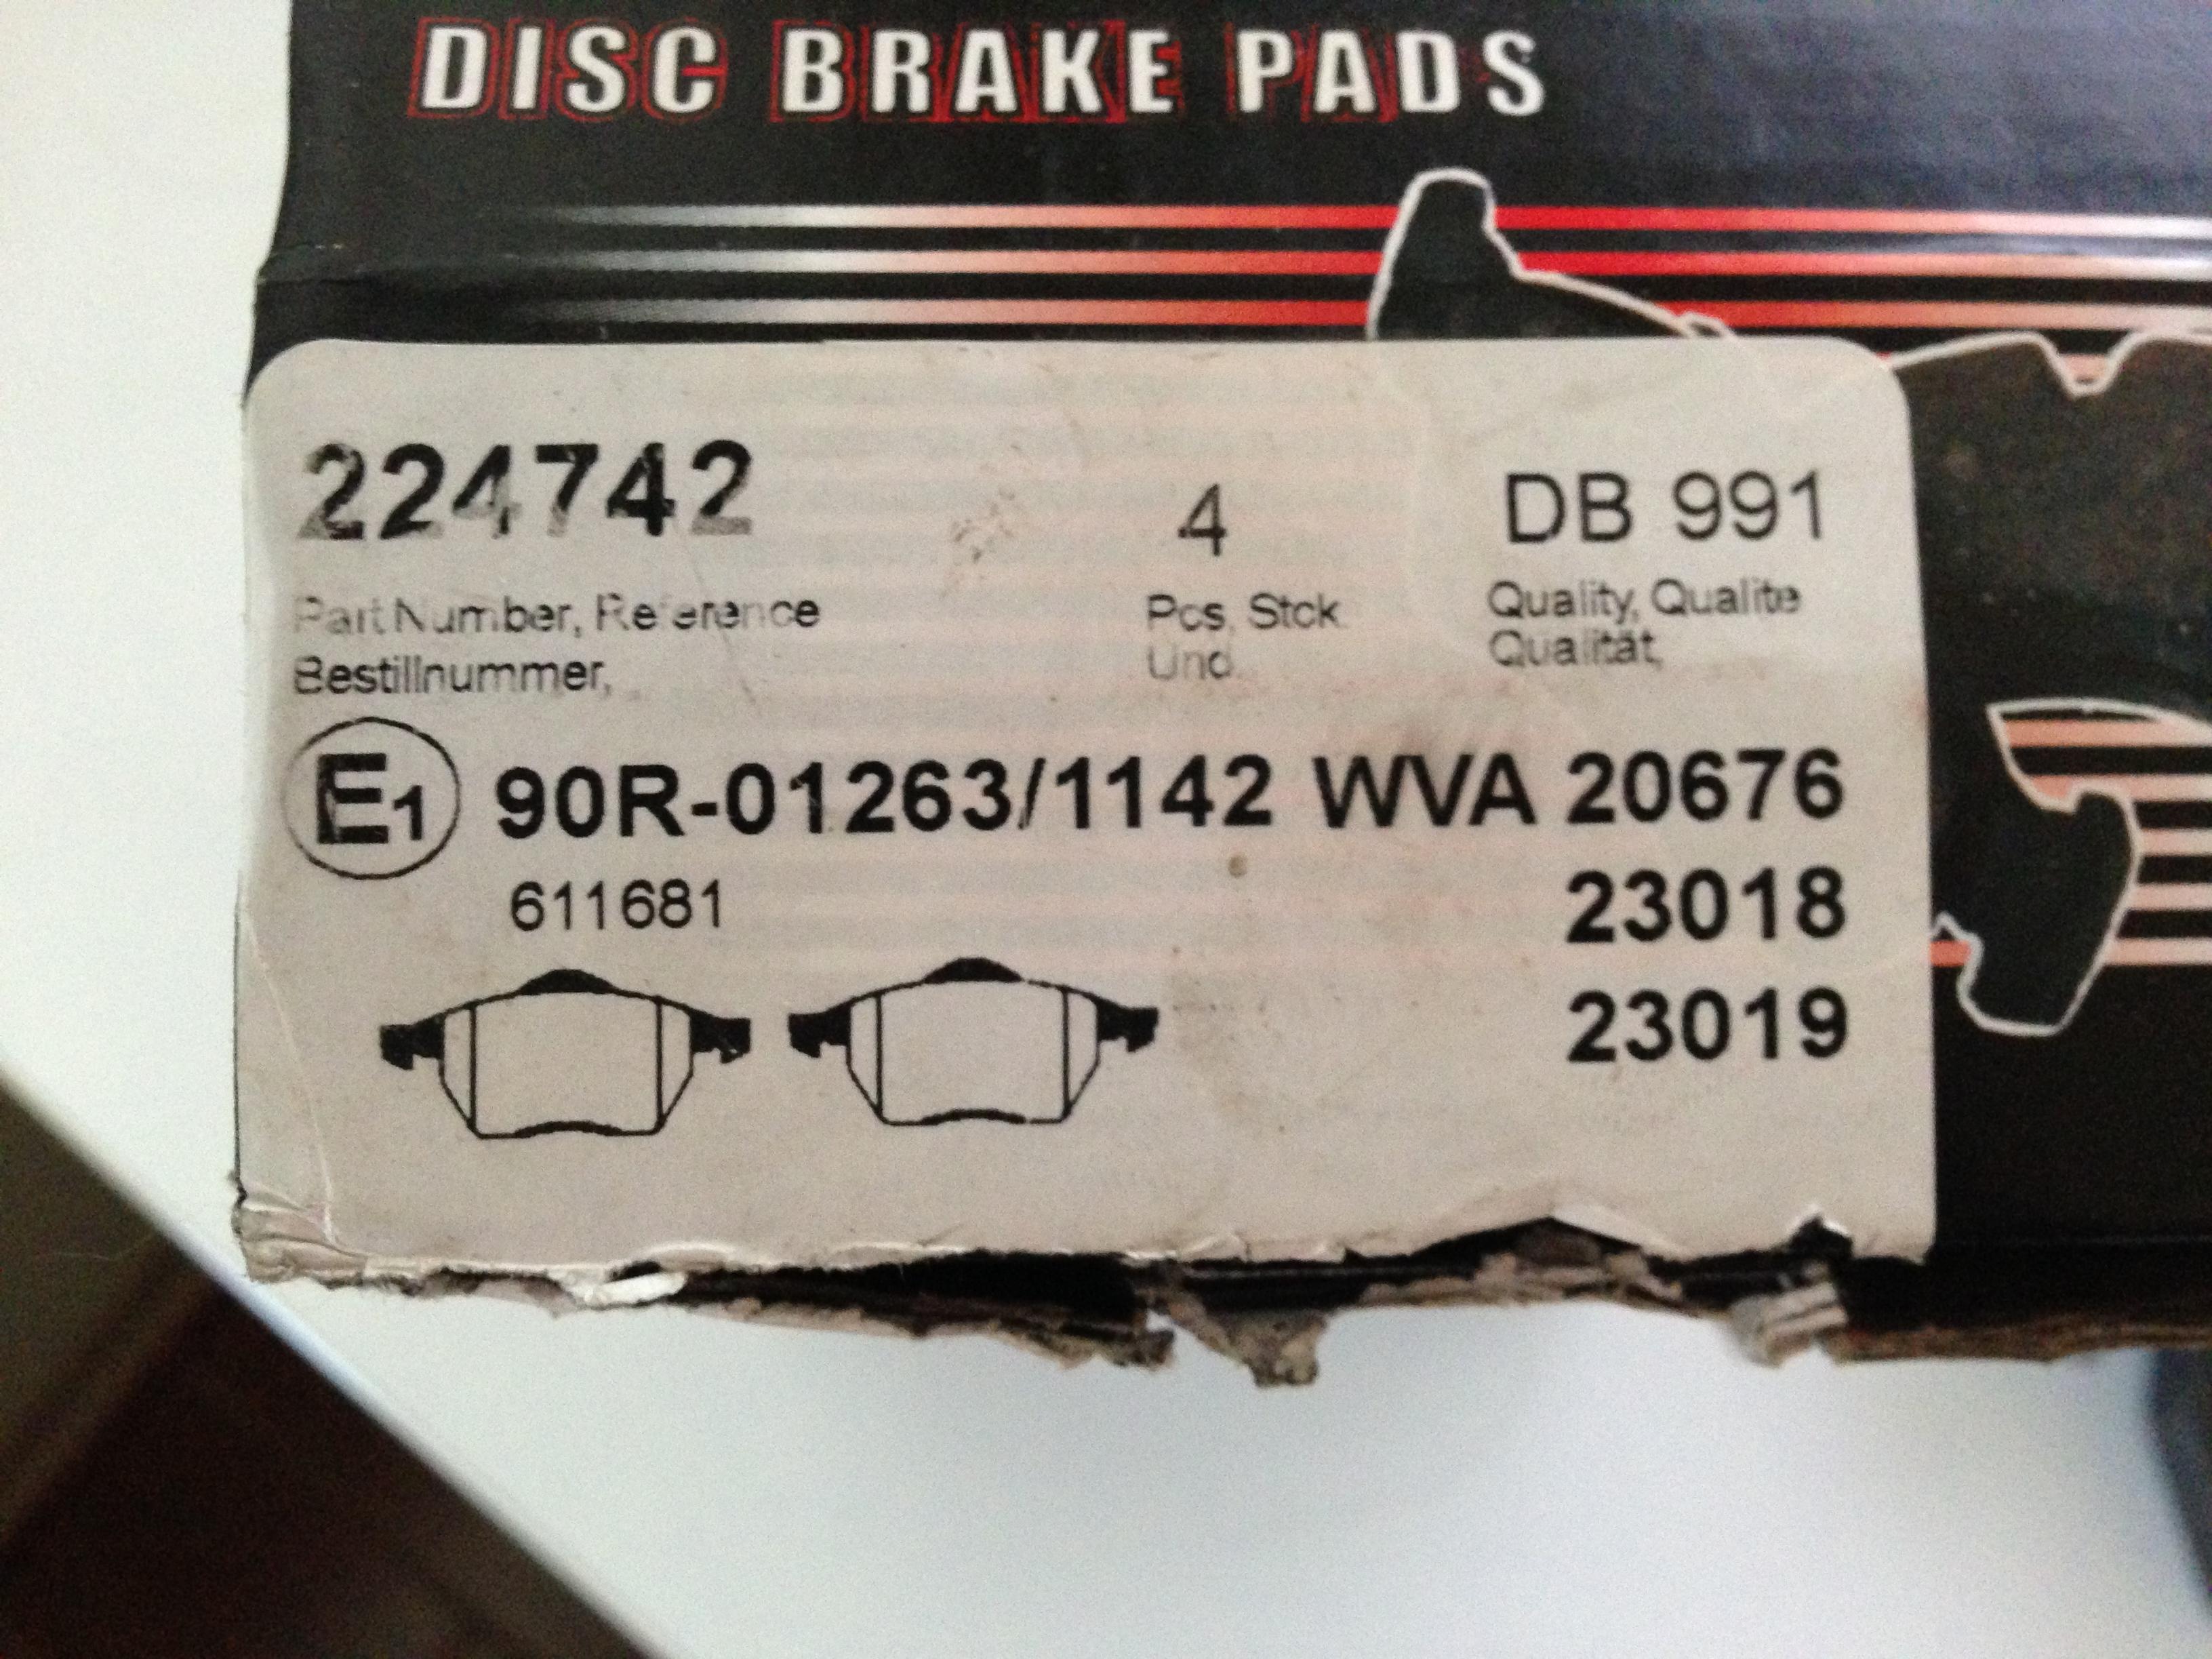 DISC BRAKE PADS
224742 4 DB 991
Part Number, Reference Pcs, Stck. Quality, Qualite
Bestillnummer, Und. Qualität,
E1 90R-01263/1142 WVA 20676
611681 23018
23019